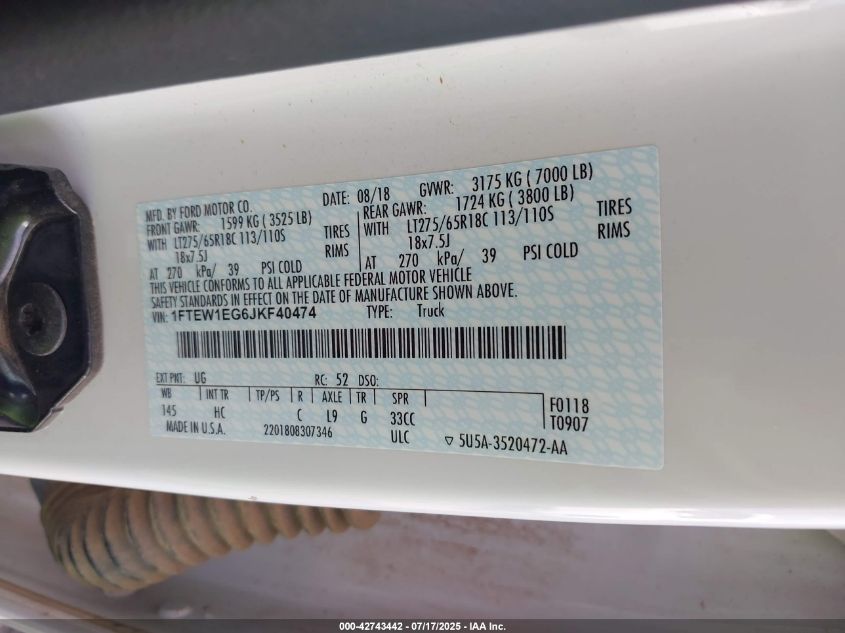 MFD. BY FORD MOTOR CO.
DATE: 08/18 GVWR: 3175 KG ( 7000 LB)
FRONT GAWR: 1599 KG ( 3525 LB) REAR GAWR: 1724 KG ( 3800 LB)
WITH LT275/65R18C 113/110S TIRES WITH LT275/65R18C 113/110S TIRES
18x7.5J RIMS 18x7.5J RIMS
AT 270 kPa/ 39 PSI COLD AT 270 kPa/ 39 PSI COLD
THIS VEHICLE CONFORMS TO ALL APPLICABLE FEDERAL MOTOR VEHICLE
SAFETY STANDARDS IN EFFECT ON THE DATE OF MANUFACTURE SHOWN ABOVE.
VIN: 1FTEW1EG6JKF40474 TYPE: Truck
EXT PNT: UG RC: 52 DSO:
WB INT TR TP/PS R AXLE TR SPR
145 HC C L9 G 33CC
F0118
T0907
MADE IN U.S.A. 2201808307346 ULC ▽ 5U5A-3520472-AA
000-42743442 - 07/17/2025 - IAA Inc.